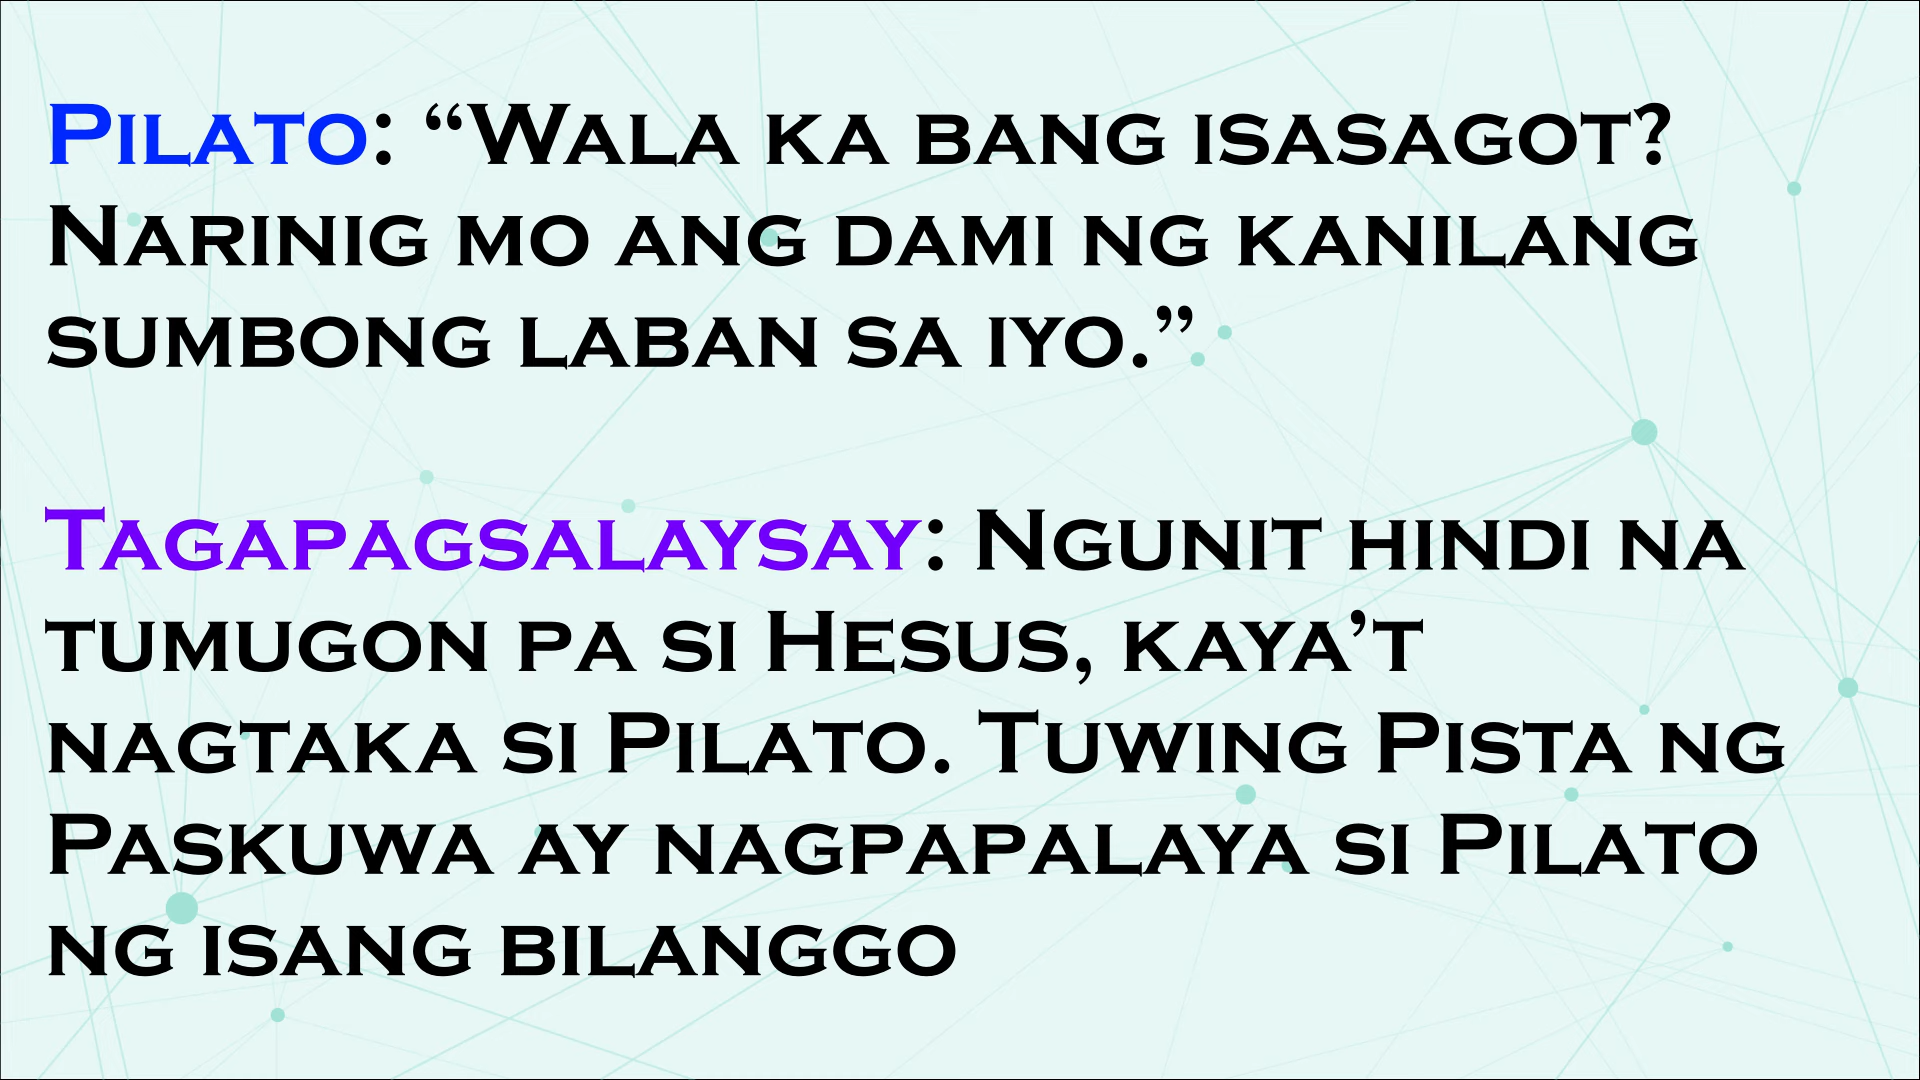 Pilato: “Wala ka bang isasagot?
Narinig mo ang dami ng kanilang
sumbong laban sa iyo.”
Tagapagsalaysay: Ngunit hindi na
tumugon pa si Hesus, kaya’t
nagtaka si Pilato. Tuwing Pista ng
Paskuwa ay nagpapalaya si Pilato
ng isang bilanggo